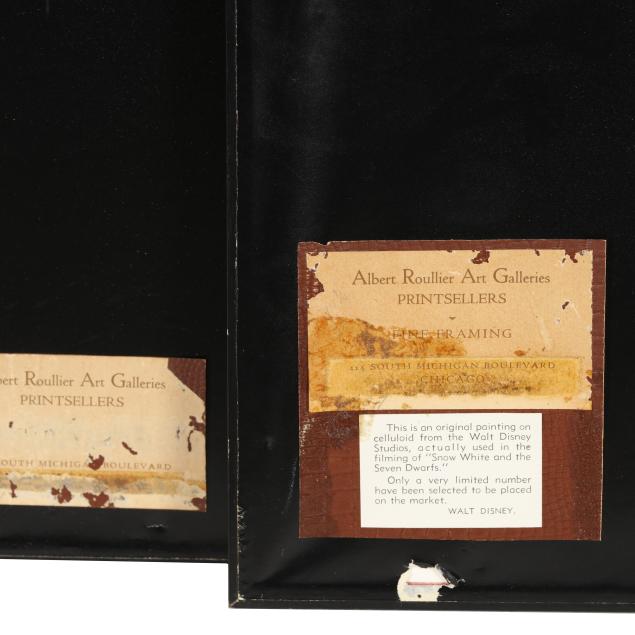 Albert Roullier Art Galleries
PRINTSELLERS
FINE FRAMING
SOUTH MICHIGAN BOULEVARD
CHICAGO
This is an original painting on
celluloid from the Walt Disney
Studios, actually used in the
filming of "Snow White and the
Seven Dwarfs."
Only a very limited number
have been selected to be placed
on the market.
WALT DISNEY.
bert Roullier Art Galleries
PRINTSELLERS
OUTH MICHIGAN BOULEVARD